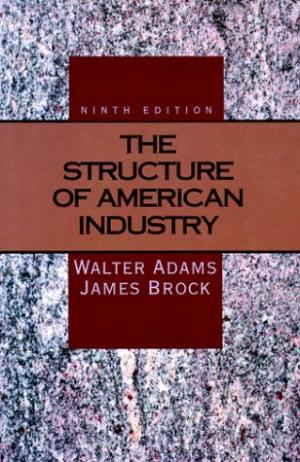 NINTH EDITION
THE
STRUCTURE
OF AMERICAN
INDUSTRY
WALTER ADAMS
JAMES BROCK